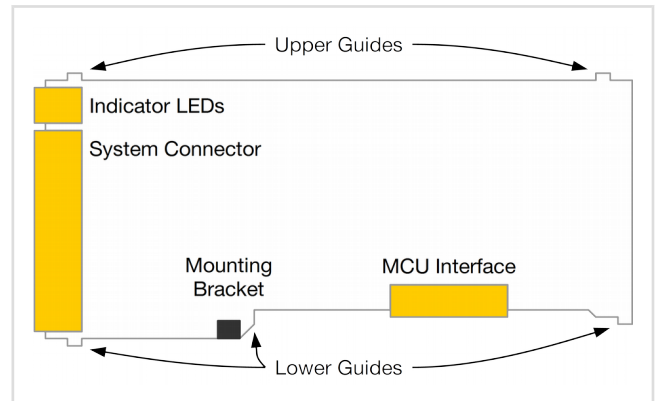 Upper Guides
Indicator LEDs
System Connector
Mounting
Bracket
MCU Interface
Lower Guides